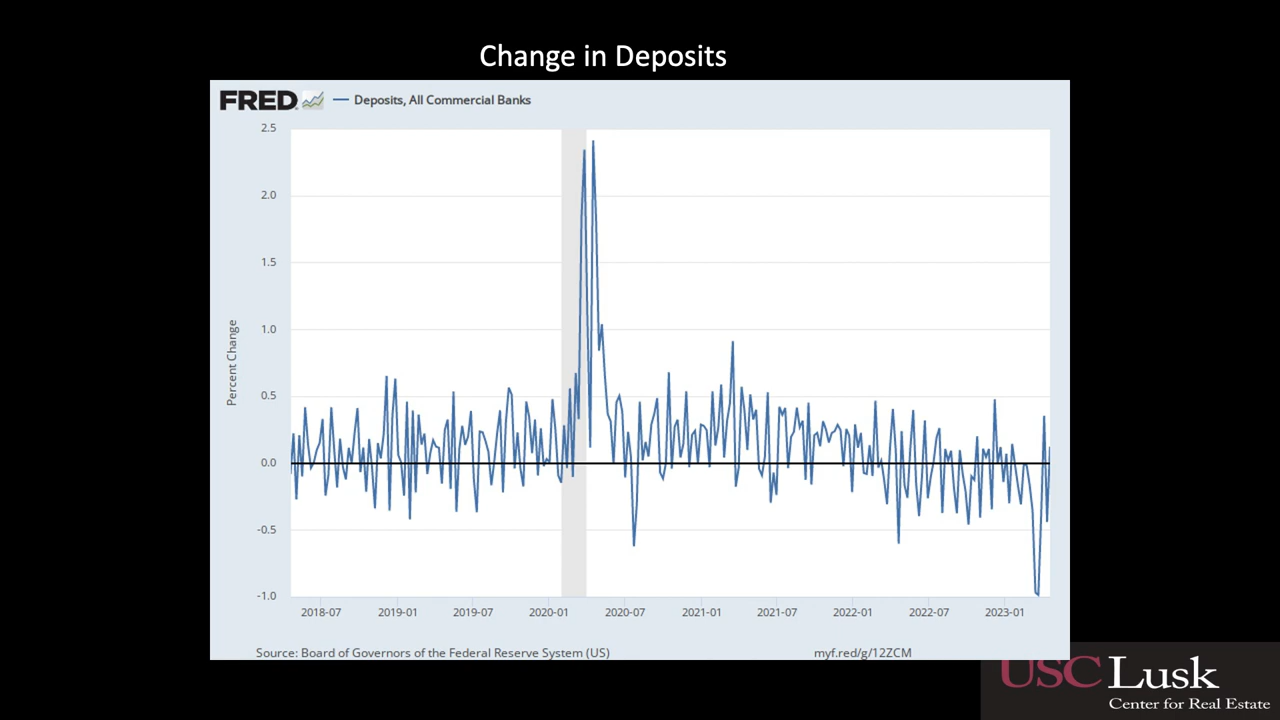 Change in Deposits
FRED — Deposits, All Commercial Banks
2.5
2.0
1.5
1.0
0.5
0.0
-0.5
-1.0
Percent Change
2018-07 2019-01 2019-07 2020-01 2020-07 2021-01 2021-07 2022-01 2022-07 2023-01
Source: Board of Governors of the Federal Reserve System (US) myf.red/g/12ZCM
USC Lusk
Center for Real Estate